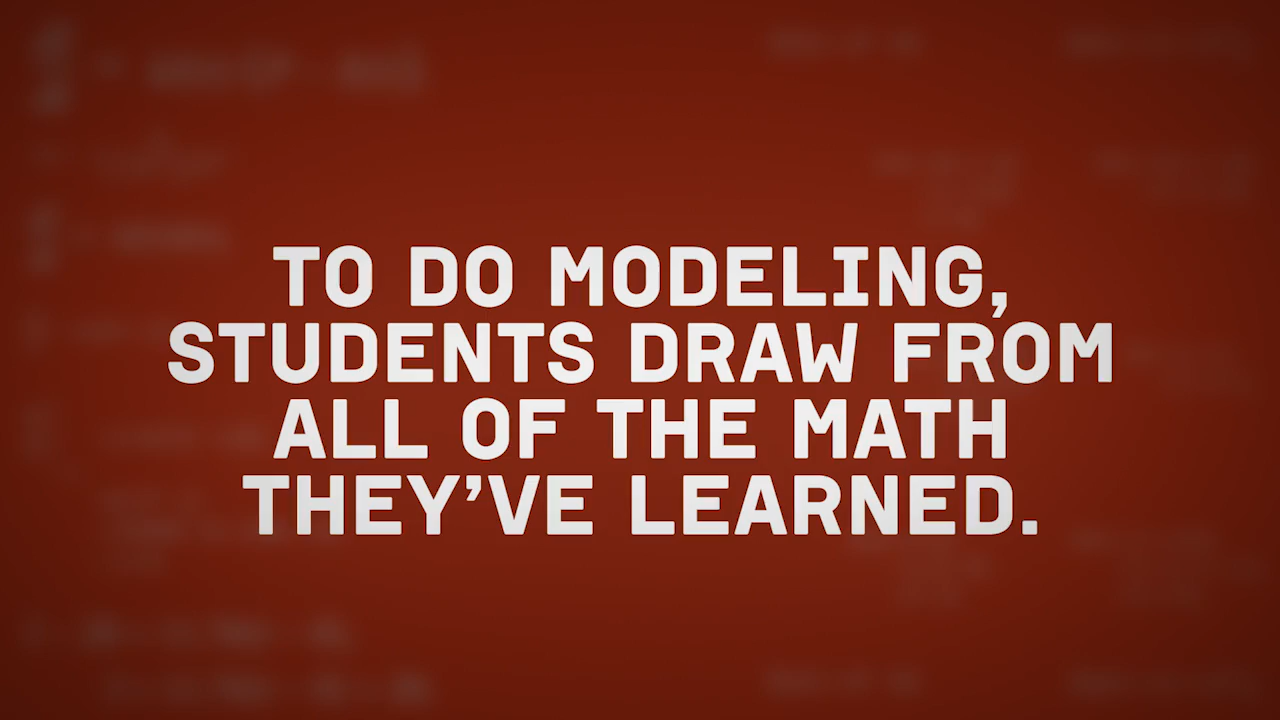 TO DO MODELING,
STUDENTS DRAW FROM
ALL OF THE MATH
THEY’VE LEARNED.